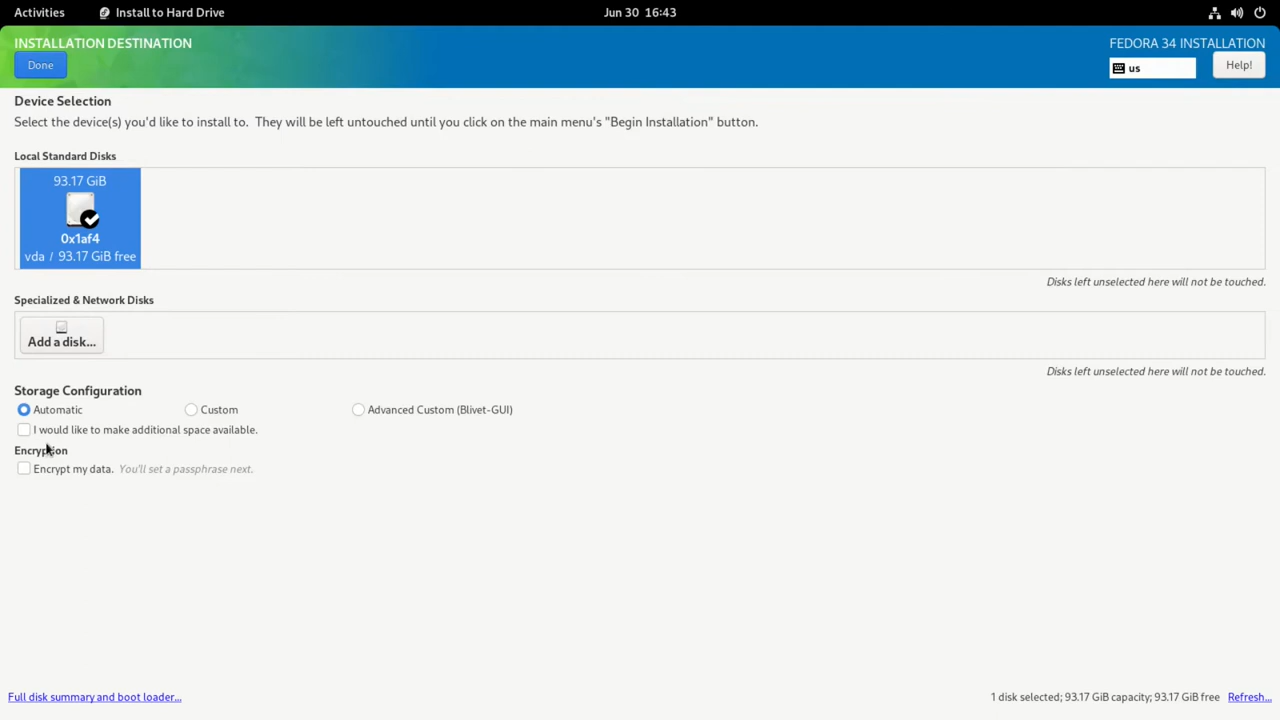 Activities Install to Hard Drive Jun 30 16:43
INSTALLATION DESTINATION FEDORA 34 INSTALLATION
Done us Help!
Device Selection
Select the device(s) you'd like to install to. They will be left untouched until you click on the main menu's "Begin Installation" button.
Local Standard Disks
93.17 GiB
0x1af4
vda / 93.17 GiB free
Disks left unselected here will not be touched.
Specialized & Network Disks
Add a disk...
Disks left unselected here will not be touched.
Storage Configuration
Automatic Custom Advanced Custom (Blivet-GUI)
I would like to make additional space available.
Encryption
Encrypt my data. You'll set a passphrase next.
Full disk summary and boot loader... 1 disk selected; 93.17 GiB capacity; 93.17 GiB free Refresh...